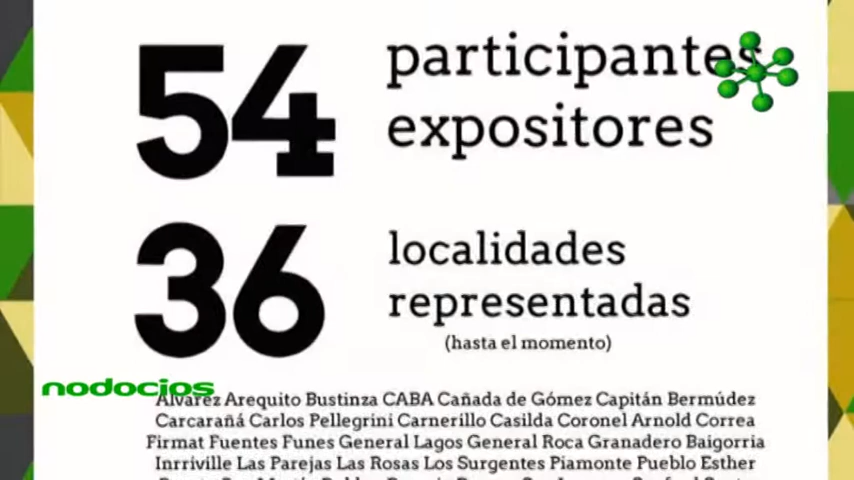 54
participantes
expositores
36
localidades
representadas
(hasta el momento)
nodocios
Alvarez Arequito Bustinza CABA Cañada de Gómez Capitán Bermúdez
Carcarañá Carlos Pellegrini Carnerillo Casilda Coronel Arnold Correa
Firmat Fuentes Funes General Lagos General Roca Granadero Baigorria
Inrriville Las Parejas Las Rosas Los Surgentes Piamonte Pueblo Esther